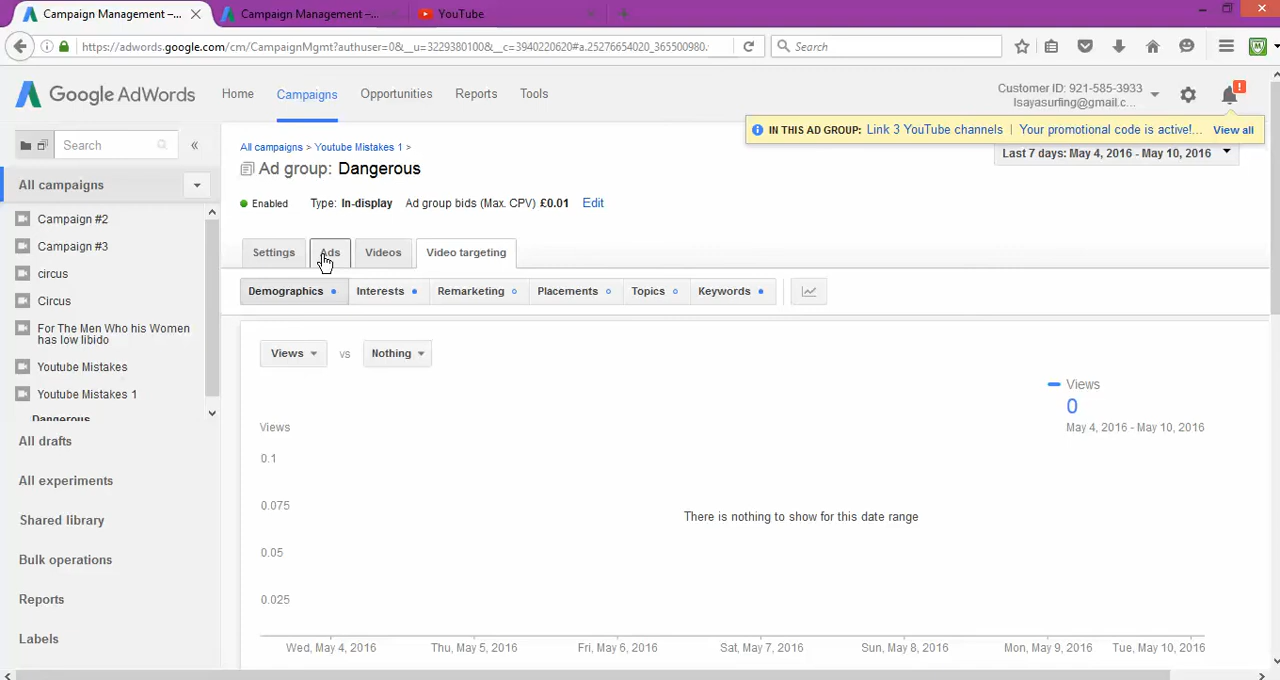 Campaign Management –...
Campaign Management –...
YouTube
https://adwords.google.com/cm/CampaignMgmt?authuser=0&__u=32293801000&__c=3940223620#a.25276654020_365500980.
Search
Google AdWords
Home
Campaigns
Opportunities
Reports
Tools
Customer ID: 921-585-3933
Isayasurfing@gmail.c...
IN THIS AD GROUP: Link 3 YouTube channels | Your promotional code is active!... View all
Search
«
All campaigns > Youtube Mistakes 1 >
Last 7 days: May 4, 2016 - May 10, 2016
Ad group: Dangerous
All campaigns
Enabled Type: In-display Ad group bids (Max. CPV) £0.01 Edit
Campaign #2
Campaign #3
circus
Circus
For The Men Who his Women
has low libido
Youtube Mistakes
Youtube Mistakes 1
Dangerous
All drafts
All experiments
Shared library
Bulk operations
Reports
Labels
Settings
Ads
Videos
Video targeting
Demographics
Interests
Remarketing
Placements
Topics
Keywords
Views vs Nothing
Views
0
May 4, 2016 - May 10, 2016
Views
0.1
0.075
There is nothing to show for this date range
0.05
0.025
Wed, May 4, 2016
Thu, May 5, 2016
Fri, May 6, 2016
Sat, May 7, 2016
Sun, May 8, 2016
Mon, May 9, 2016
Tue, May 10, 2016